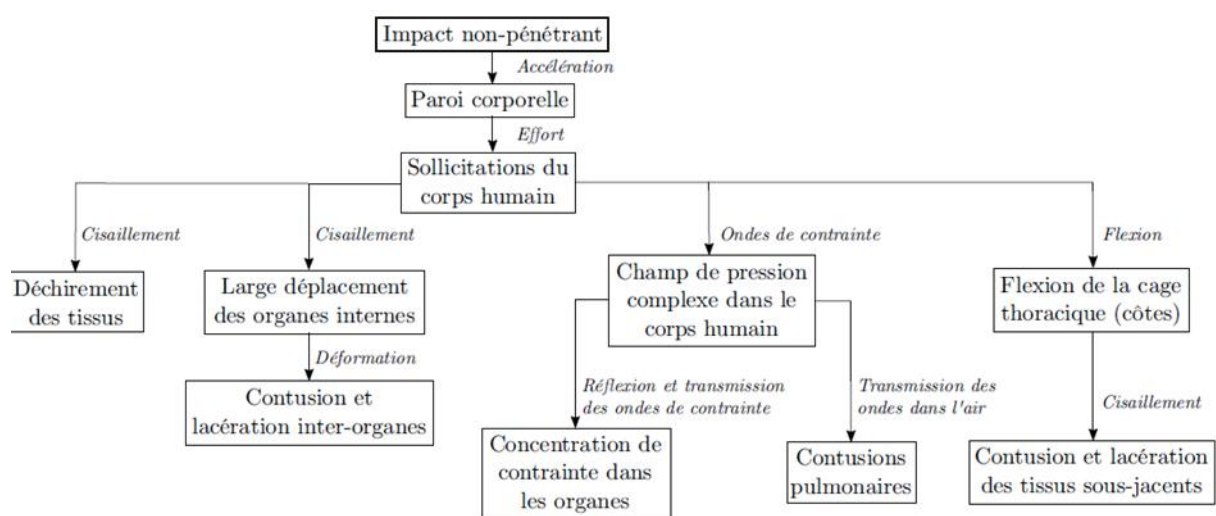 Impact non-pénétrant
Accélération
Paroi corporelle
Effort
Sollicitations du
corps humain
Cisaillement
Cisaillement
Ondes de contrainte
Flexion
Déchirement
des tissus
Large déplacement
des organes internes
Champ de pression
complexe dans le
corps humain
Flexion de la cage
thoracique (côtes)
Déformation
Réflexion et transmission
des ondes de contrainte
Transmission des
ondes dans l'air
Cisaillement
Contusion et
lacération inter-organes
Concentration de
contrainte dans
les organes
Contusions
pulmonaires
Contusion et lacération
des tissus sous-jacents